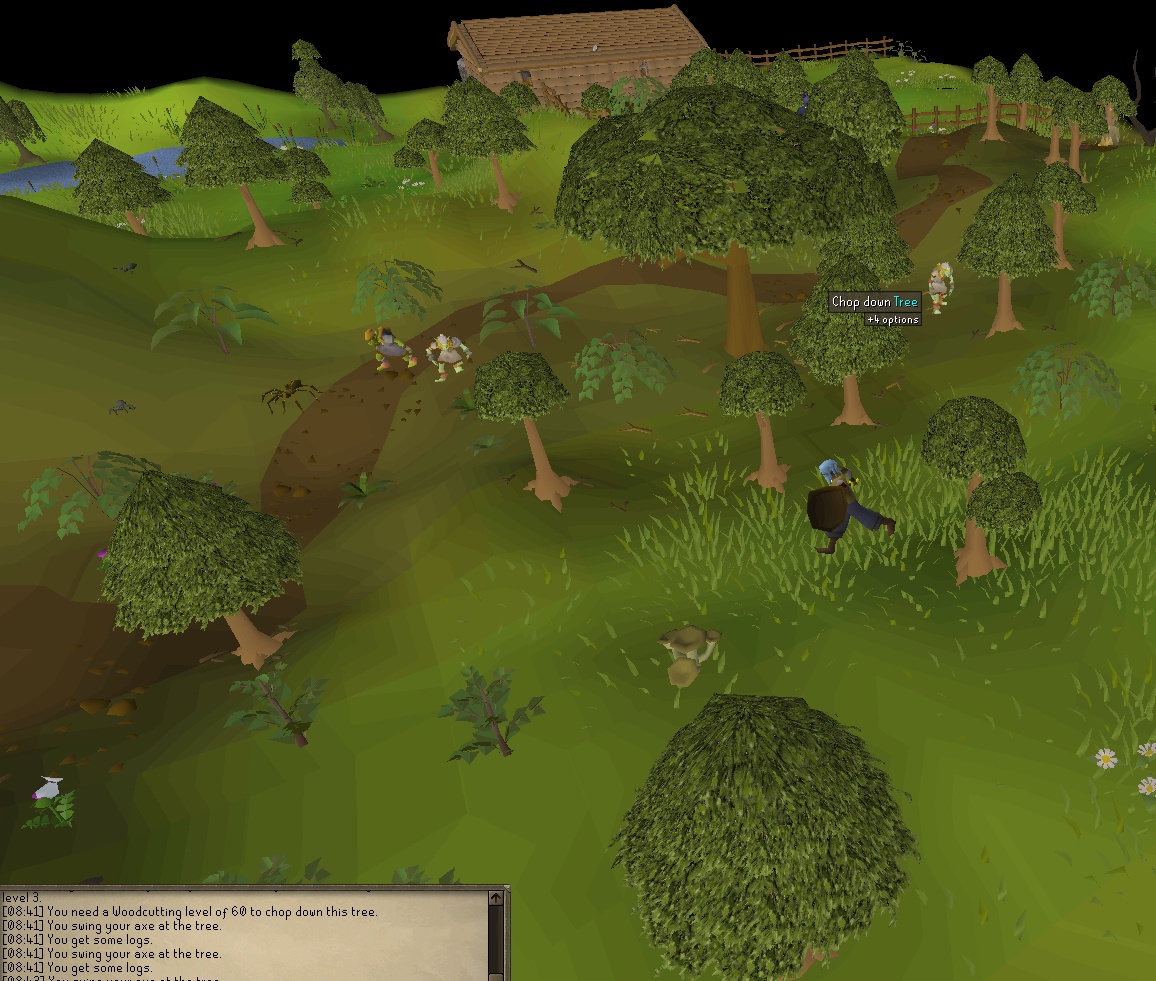 Chop down Tree
+4 options
level 3.
[08:41] You need a Woodcutting level of 60 to chop down this tree.
[08:41] You swing your axe at the tree.
[08:41] You get some logs.
[08:41] You swing your axe at the tree.
[08:41] You get some logs.